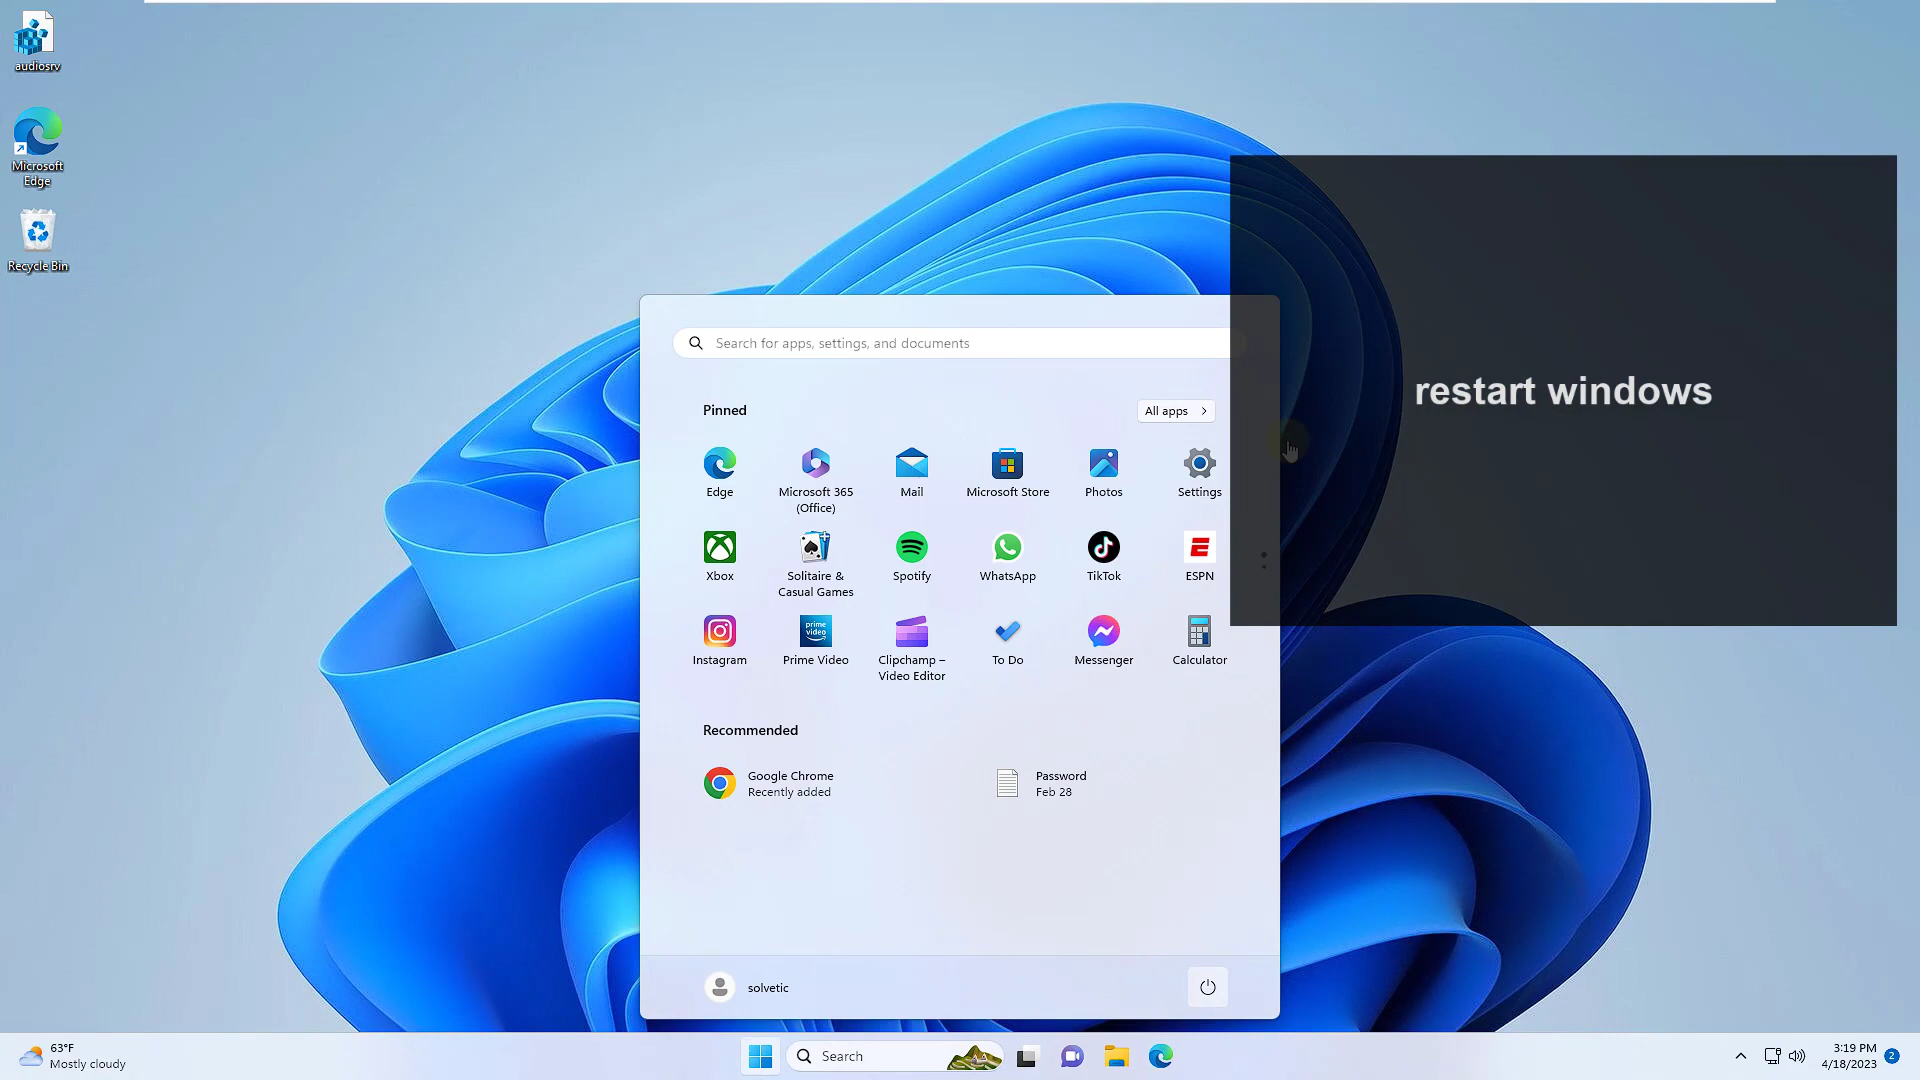 audiosrv
Microsoft
Edge
Recycle Bin
restart windows
Search for apps, settings, and documents
Pinned
All apps
Edge
Microsoft 365
(Office)
Mail
Microsoft Store
Photos
Settings
Xbox
Solitaire &
Casual Games
Spotify
WhatsApp
TikTok
ESPN
Instagram
prime
video
Prime Video
Clipchamp –
Video Editor
To Do
Messenger
Calculator
Recommended
Google Chrome
Recently added
Password
Feb 28
solvetic
63°F
Mostly cloudy
Search
3:19 PM
4/18/2023
2